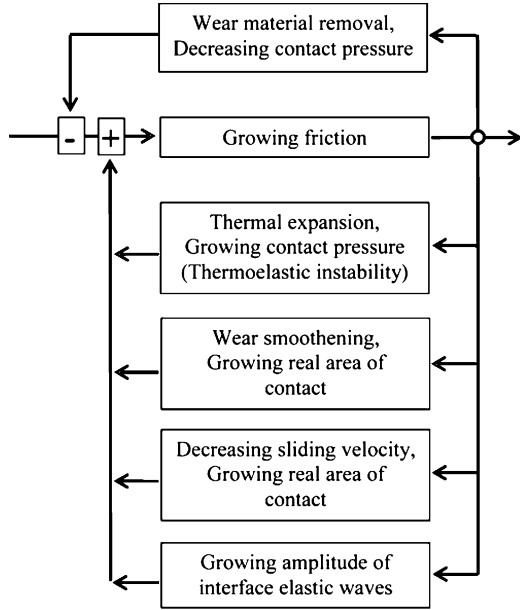 Wear material removal,
Decreasing contact pressure
- +
Growing friction
Thermal expansion,
Growing contact pressure
(Thermoelastic instability)
Wear smoothening,
Growing real area of
contact
Decreasing sliding velocity,
Growing real area of
contact
Growing amplitude of
interface elastic waves